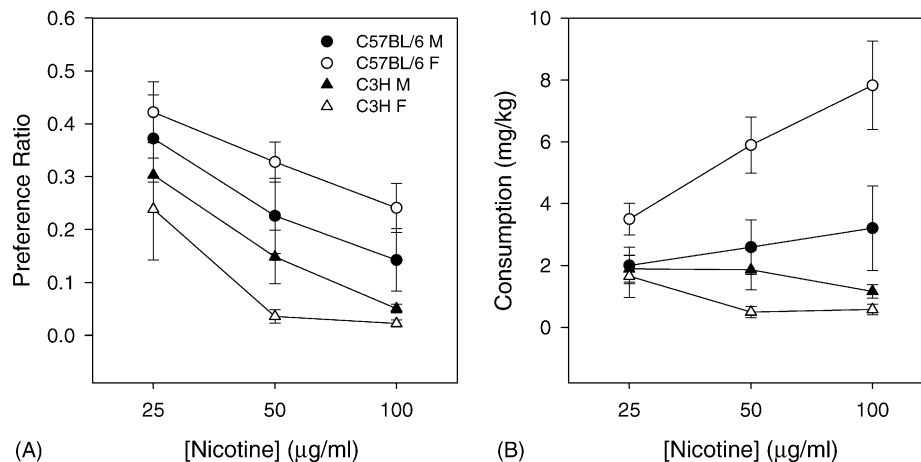 0.6
0.5
0.4
0.3
0.2
0.1
0.0
Preference Ratio
C57BL/6 M
C57BL/6 F
C3H M
C3H F
25 50 100
[Nicotine] (μg/ml)
(A)
10
8
6
4
2
0
Consumption (mg/kg)
25 50 100
[Nicotine] (μg/ml)
(B)